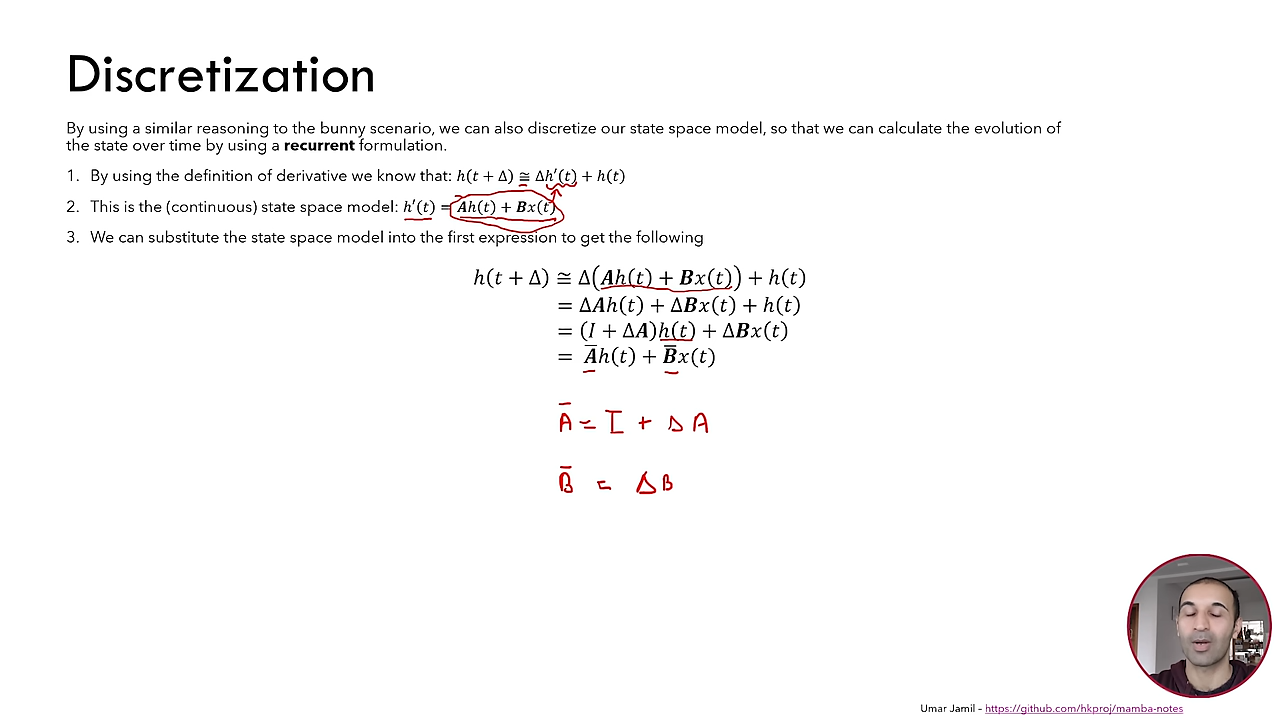 Discretization
By using a similar reasoning to the bunny scenario, we can also discretize our state space model, so that we can calculate the evolution of
the state over time by using a recurrent formulation.
1. By using the definition of derivative we know that: h(t + Δ) ≅ Δh′(t) + h(t)
2. This is the (continuous) state space model: h′(t) = Ah(t) + Bx(t)
3. We can substitute the state space model into the first expression to get the following
h(t + Δ) ≅ Δ(Ah(t) + Bx(t)) + h(t)
= ΔAh(t) + ΔBx(t) + h(t)
= (I + ΔA)h(t) + ΔBx(t)
= A̅h(t) + B̅x(t)
A̅ = I + ΔA
B̅ = ΔB
Umar Jamil – https://github.com/hkproj/mamba-notes